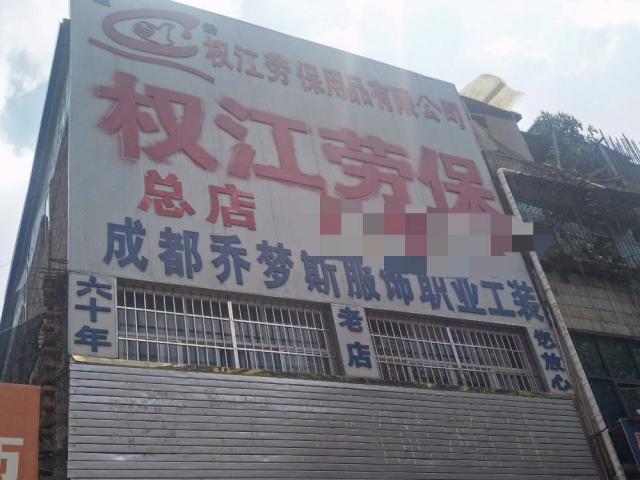 权江劳保用品有限公司
权江劳保
总店
成都乔梦斯服饰职业工装
六十年
老店
您放心